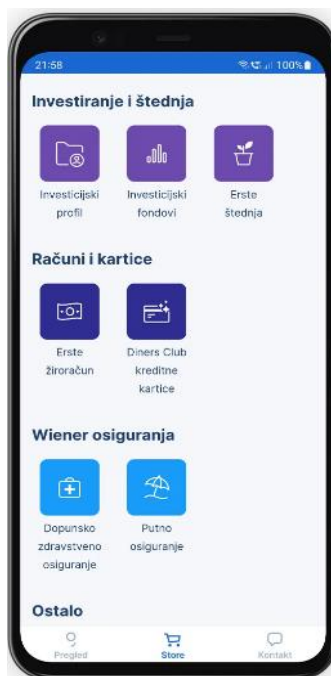 21:58 100%
Investiranje i štednja
Investicijski Investicijski Erste
profil fondovi štednja
Računi i kartice
Erste Diners Club
žiroračun kreditne
kartice
Wiener osiguranja
Dopunsko Putno
zdravstveno osiguranje
osiguranje
Ostalo
Pregled Store Kontakt